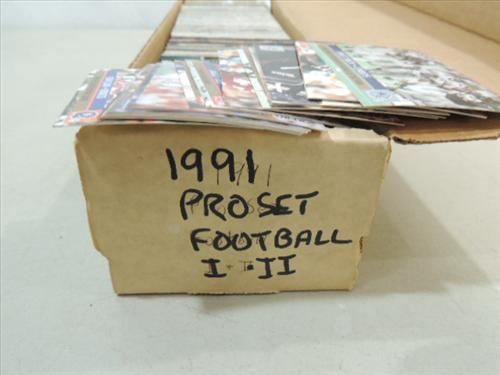 1991
PRO SET
FOOTBALL
I - II